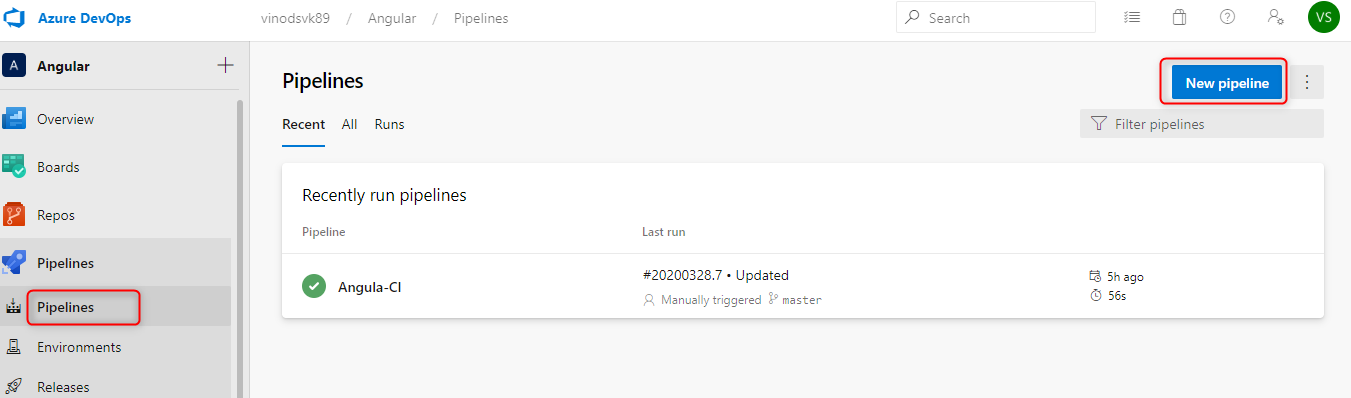 Azure DevOps
vinodsvk89 / Angular / Pipelines
Search
VS
A Angular
Overview
Boards
Repos
Pipelines
Pipelines
Environments
Releases
Pipelines
New pipeline
Recent All Runs
Filter pipelines
Recently run pipelines
Pipeline Last run
Angula-CI
#20200328.7 • Updated
Manually triggered master
5h ago
56s